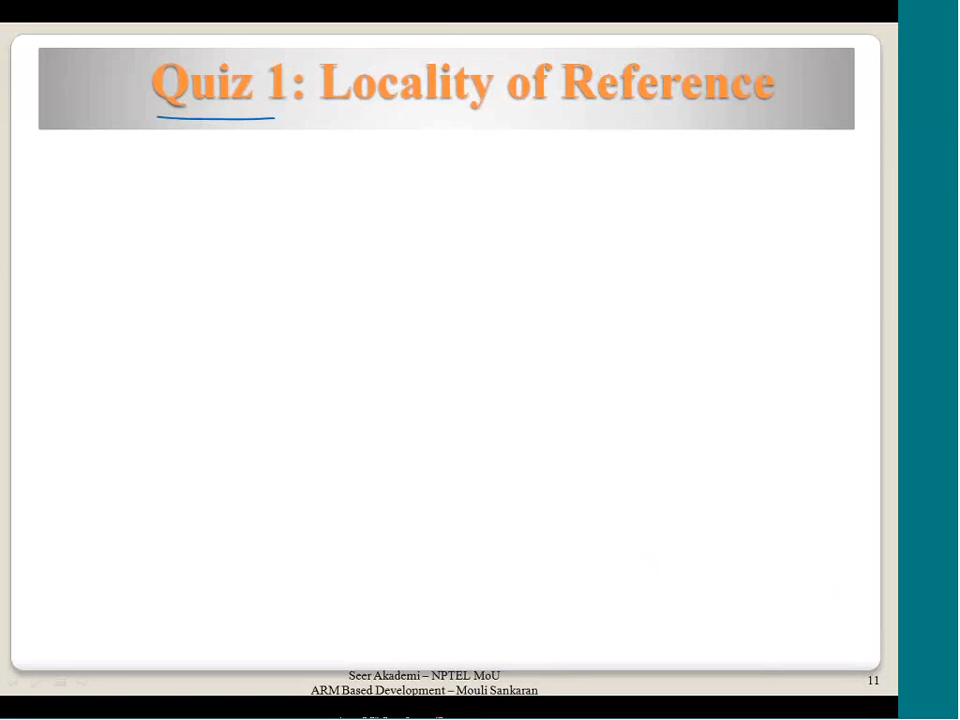 Quiz 1: Locality of Reference
Seer Akademi – NPTEL MoU
ARM Based Development – Mouli Sankaran
11